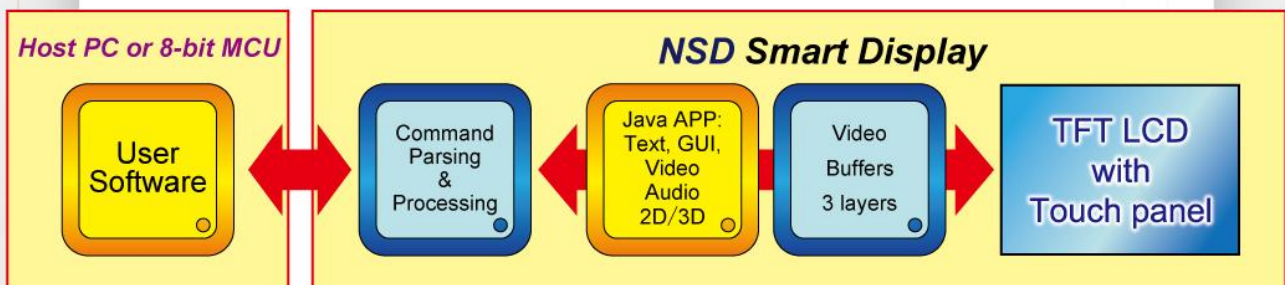 Host PC or 8-bit MCU
NSD Smart Display
User
Software
Command
Parsing
&
Processing
Java APP:
Text, GUI,
Video
Audio
2D/3D
Video
Buffers
3 layers
TFT LCD
with
Touch panel